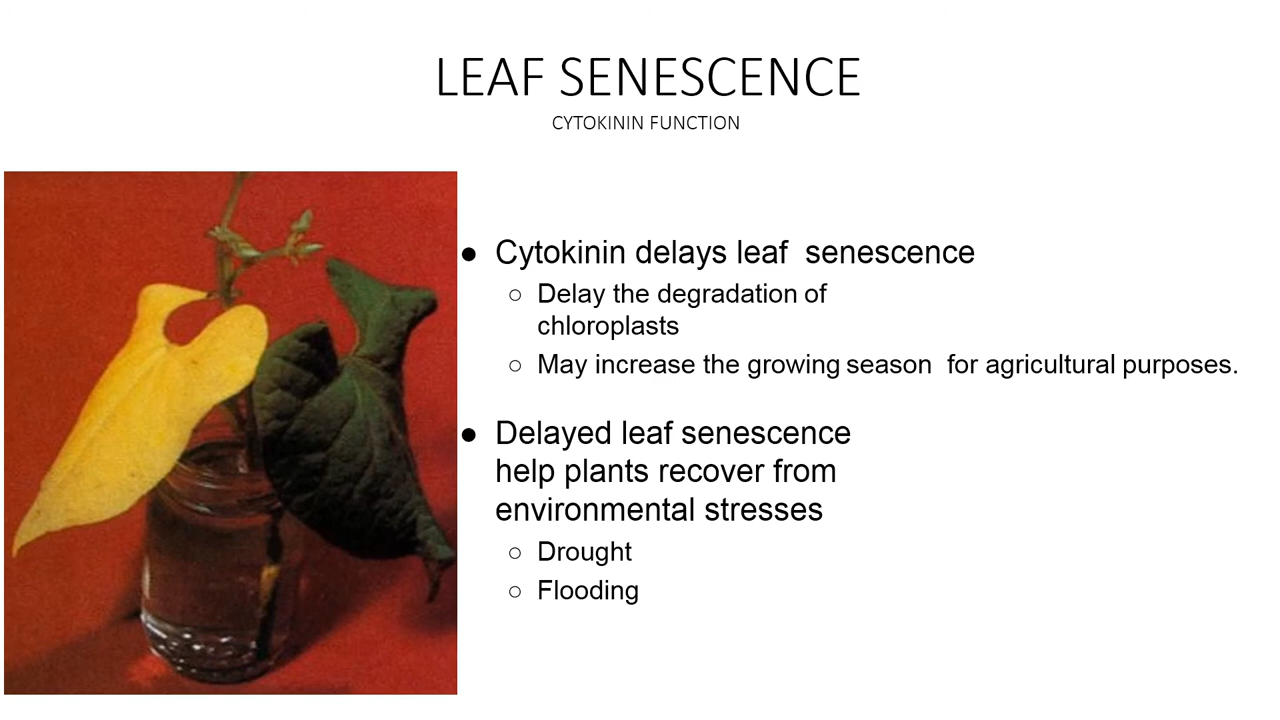 LEAF SENESCENCE
CYTOKININ FUNCTION
● Cytokinin delays leaf  senescence
○ Delay the degradation of
chloroplasts
○ May increase the growing season  for agricultural purposes.
● Delayed leaf senescence
help plants recover from
environmental stresses
○ Drought
○ Flooding